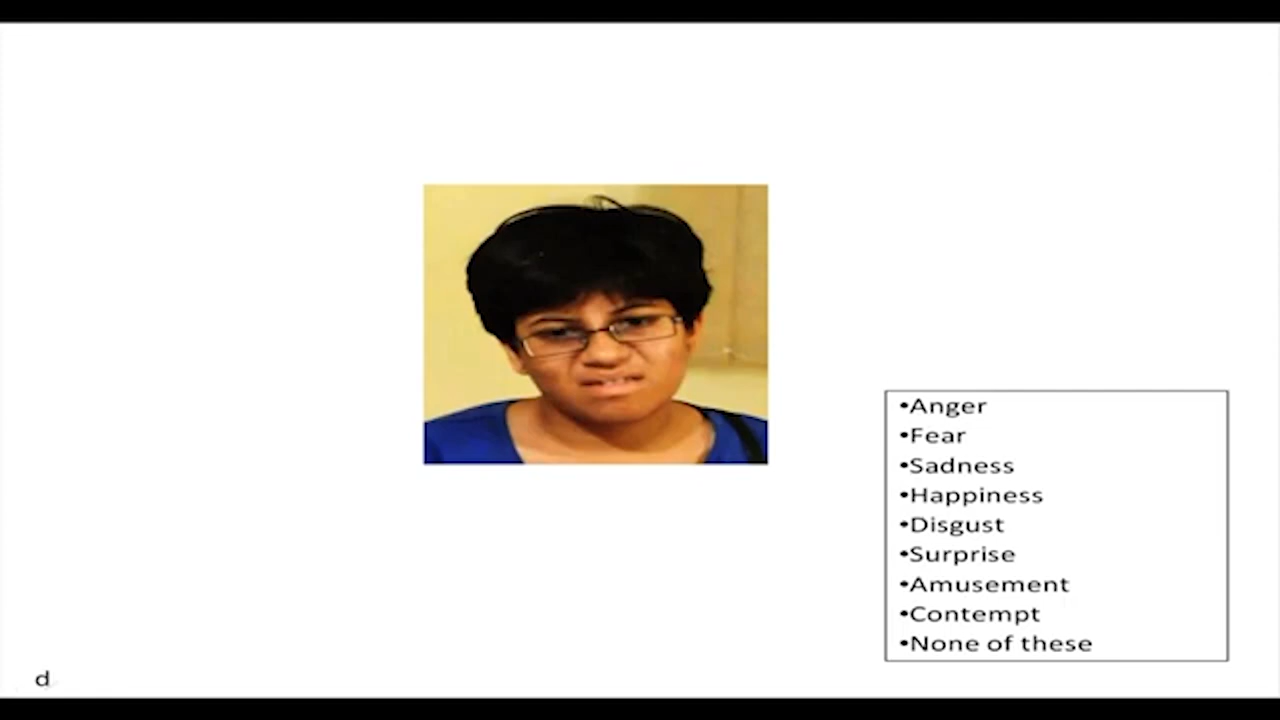 •Anger
•Fear
•Sadness
•Happiness
•Disgust
•Surprise
•Amusement
•Contempt
•None of these
d